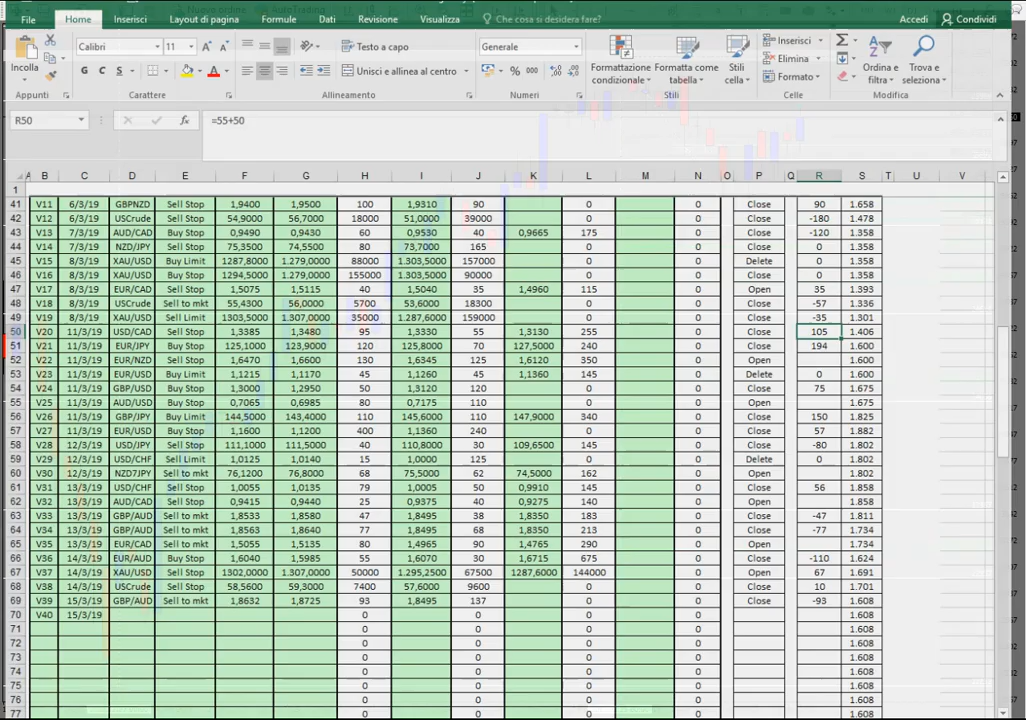 File Home Inserisci Layout di pagina Formule Dati Revisione Visualizza Che cosa si desidera fare? Accedi Condividi
Incolla Calibri 11 Testo a capo Generale Formattazione condizionale Formatta come tabella Stili cella Inserisci Elimina Formato Ordina e filtra Trova e seleziona
G C S Unisci e allinea al centro % 000
Appunti Carattere Allineamento Numeri Stili Celle Modifica
R50 fx =55+50
A B C D E F G H I J K L M N O P Q R S T U V
1
41 V11 6/3/19 GBPNZD Sell Stop 1,9400 1,9500 100 1,9310 90 0 0 Close 90 1.658
42 V12 6/3/19 USCrude Sell Stop 54,9000 56,7000 18000 51,0000 39000 0 0 Close -180 1.478
43 V13 7/3/19 AUD/CAD Buy Stop 0,9490 0,9430 60 0,9530 40 0,9665 175 0 Close -120 1.358
44 V14 7/3/19 NZD/JPY Sell Stop 75,3500 74,5500 80 73,7000 165 0 0 Close 0 1.358
45 V15 8/3/19 XAU/USD Buy Limit 1287,8000 1.279,0000 88000 1.303,5000 157000 0 0 Delete 0 1.358
46 V16 8/3/19 XAU/USD Buy Stop 1294,5000 1.279,0000 155000 1.303,5000 90000 0 0 Close 0 1.358
47 V17 8/3/19 EUR/CAD Sell Stop 1,5075 1,5115 40 1,5040 35 1,4960 115 0 Open 35 1.393
48 V18 8/3/19 USCrude Sell to mkt 55,4300 56,0000 5700 53,6000 18300 0 0 Close -57 1.336
49 V19 8/3/19 XAU/USD Sell Limit 1303,5000 1.307,0000 35000 1.287,6000 159000 0 0 Close -35 1.301
50 V20 11/3/19 USD/CAD Sell Stop 1,3385 1,3480 95 1,3330 55 1,3130 255 0 Close 105 1.406
51 V21 11/3/19 EUR/JPY Buy Stop 125,1000 123,9000 120 125,8000 70 127,5000 240 0 Close 194 1.600
52 V22 11/3/19 EUR/NZD Sell Stop 1,6470 1,6600 130 1,6345 125 1,6120 350 0 Open 1.600
53 V23 11/3/19 EUR/USD Buy Limit 1,1215 1,1170 45 1,1260 45 1,1360 145 0 Delete 0 1.600
54 V24 11/3/19 GBP/USD Buy Stop 1,3000 1,2950 50 1,3120 120 0 0 Close 75 1.675
55 V25 11/3/19 AUD/USD Buy Stop 0,7065 0,6985 80 0,7175 110 0 0 Open 1.675
56 V26 11/3/19 GBP/JPY Buy Limit 144,5000 143,4000 110 145,6000 110 147,9000 340 0 Close 150 1.825
57 V27 11/3/19 EUR/USD Buy Stop 1,1600 1,1200 400 1,1360 240 0 0 Close 57 1.882
58 V28 11/3/19 USD/JPY Sell Stop 111,1000 111,5000 40 110,8000 30 109,6500 145 0 Close -80 1.802
59 V29 12/3/19 USD/CHF Sell Limit 1,0125 1,0140 15 1,0000 125 0 0 Delete 0 1.802
60 V30 12/3/19 NZD7JPY Sell to mkt 76,1200 76,8000 68 75,5000 62 74,5000 162 0 Open 1.802
61 V31 13/3/19 USD/CHF Sell Stop 1,0055 1,0135 79 1,0005 50 0,9910 145 0 Close 56 1.858
62 V32 13/3/19 AUD/CAD Sell Stop 0,9415 0,9440 25 0,9375 40 0,9275 140 0 Open 1.858
63 V33 13/3/19 GBP/AUD Sell to mkt 1,8533 1,8580 47 1,8495 38 1,8350 183 0 Close -47 1.811
64 V34 13/3/19 GBP/AUD Sell Stop 1,8563 1,8640 77 1,8495 68 1,8350 213 0 Close -77 1.734
65 V35 13/3/19 EUR/CAD Sell Stop 1,5055 1,5135 80 1,4965 90 1,4765 290 0 Open 1.734
66 V36 14/3/19 EUR/AUD Buy Stop 1,6040 1,5985 55 1,6070 30 1,6715 675 0 Close -110 1.624
67 V37 14/3/19 XAU/USD Sell Stop 1302,0000 1.307,0000 50000 1.295,2500 67500 1287,6000 144000 0 Open 67 1.691
68 V38 14/3/19 USCrude Sell Stop 58,5600 59,3000 7400 57,6000 9600 0 0 Close 10 1.701
69 V39 15/3/19 GBP/AUD Sell to mkt 1,8632 1,8725 93 1,8495 137 0 0 Close -93 1.608
70 V40 15/3/19 0 0 0 0 1.608
71 0 0 0 0 1.608
72 0 0 0 0 1.608
73 0 0 0 0 1.608
74 0 0 0 0 1.608
75 0 0 0 0 1.608
76 0 0 0 0 1.608
77 0 0 0 0 1.608